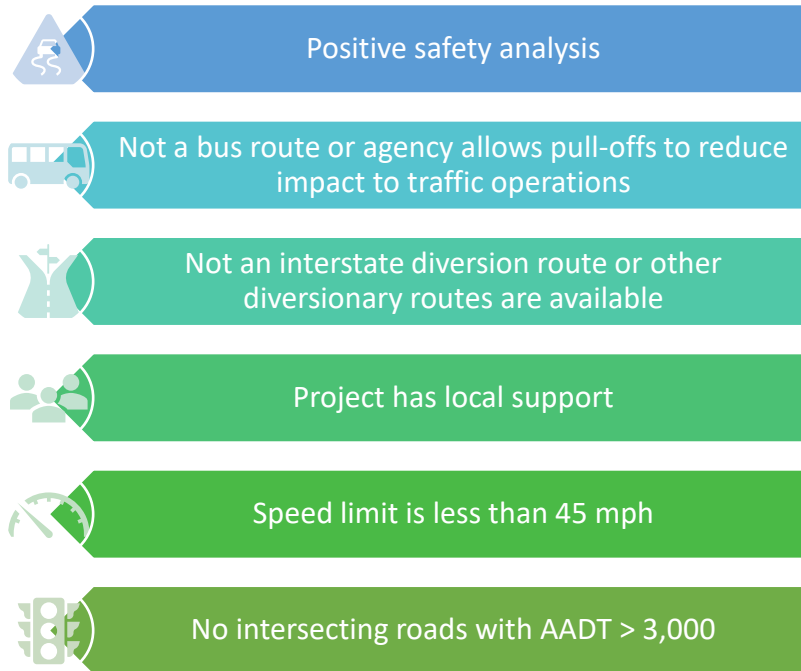 Positive safety analysis
Not a bus route or agency allows pull-offs to reduce
impact to traffic operations
Not an interstate diversion route or other
diversionary routes are available
Project has local support
Speed limit is less than 45 mph
No intersecting roads with AADT > 3,000